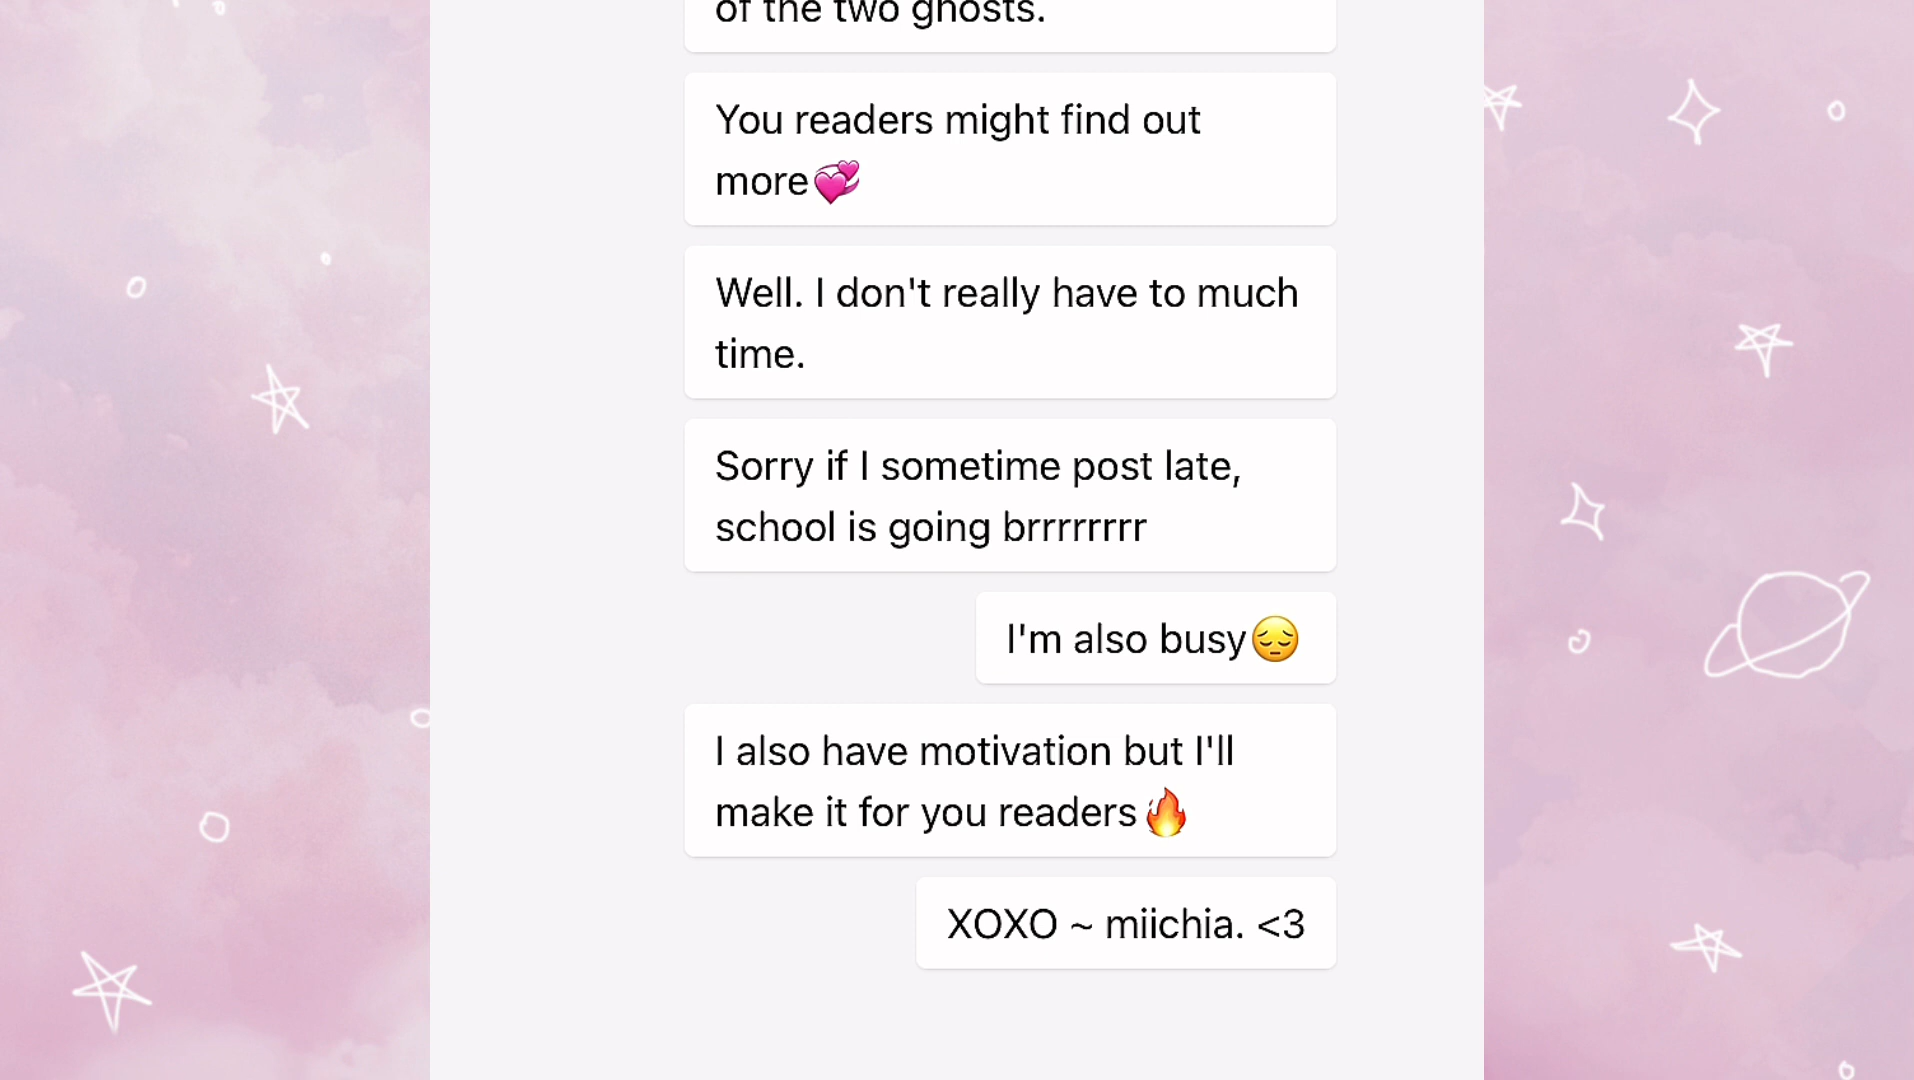 of the two ghosts.
You readers might find out
more💞
Well. I don't really have to much
time.
Sorry if I sometime post late,
school is going brrrrrrrr
I'm also busy😔
I also have motivation but I'll
make it for you readers🔥
XOXO ~ miichia. <3